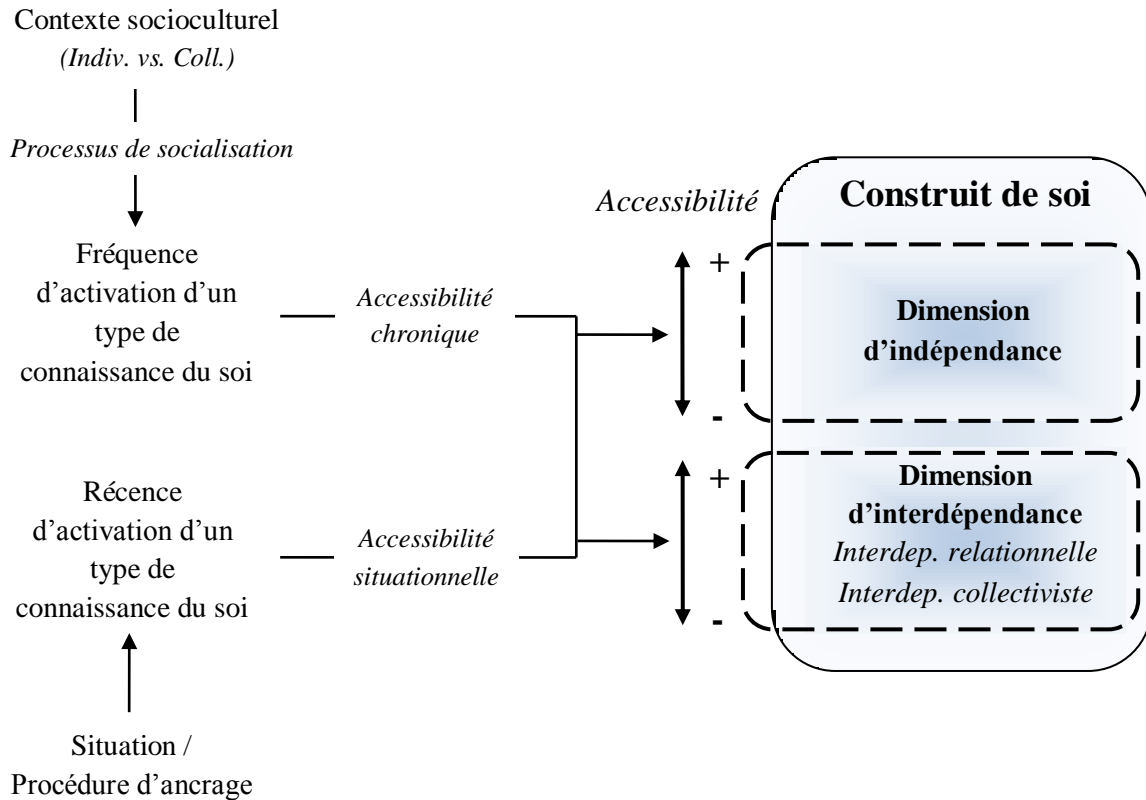 Contexte socioculturel
(Indiv. vs. Coll.)
Processus de socialisation
Fréquence
d’activation d’un
type de
connaissance du soi
Accessibilité
chronique
Récence
d’activation d’un
type de
connaissance du soi
Accessibilité
situationnelle
Situation /
Procédure d’ancrage
Accessibilité
+
-
+
-
Construit de soi
Dimension
d’indépendance
Dimension
d’interdépendance
Interdep. relationnelle
Interdep. collectiviste